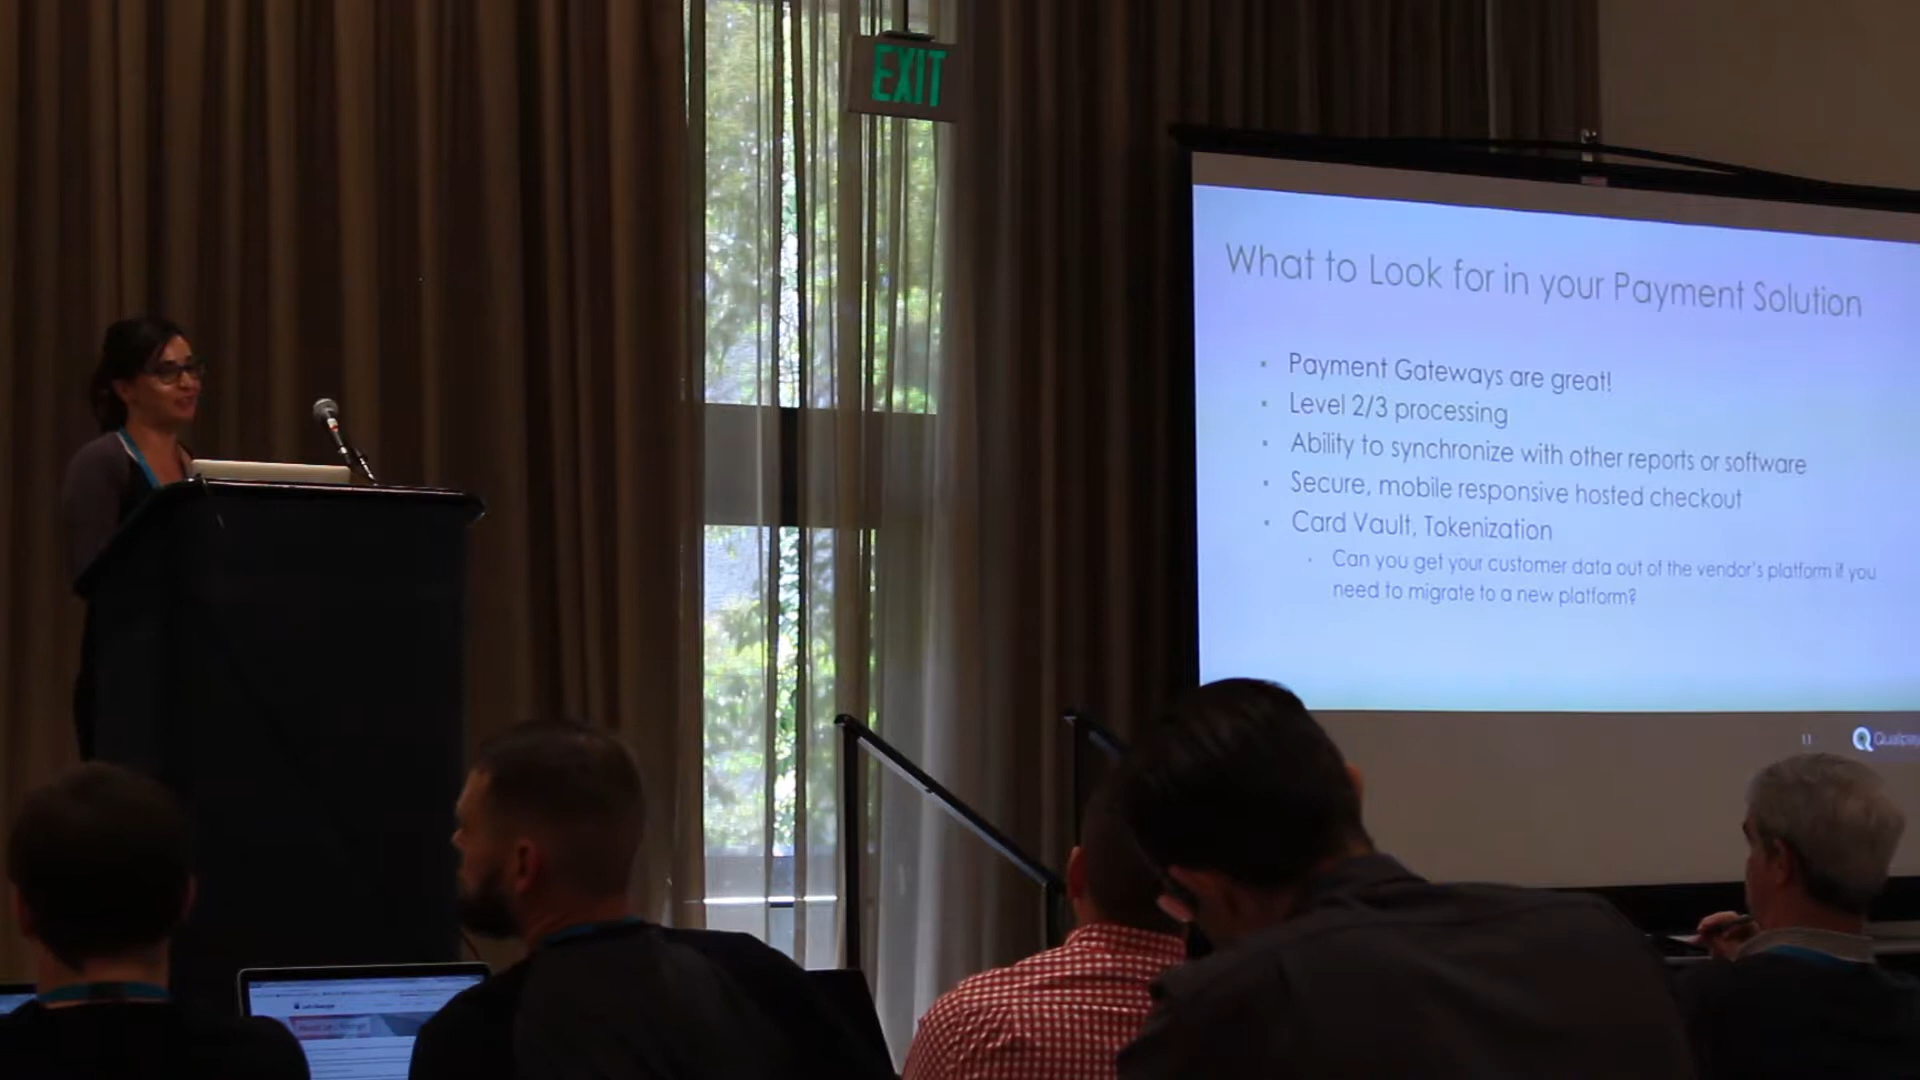 EXIT
What to Look for in your Payment Solution
Payment Gateways are great!
Level 2/3 processing
Ability to synchronize with other reports or software
Secure, mobile responsive hosted checkout
Card Vault, Tokenization
Can you get your customer data out of the vendor's platform if you
need to migrate to a new platform?
11